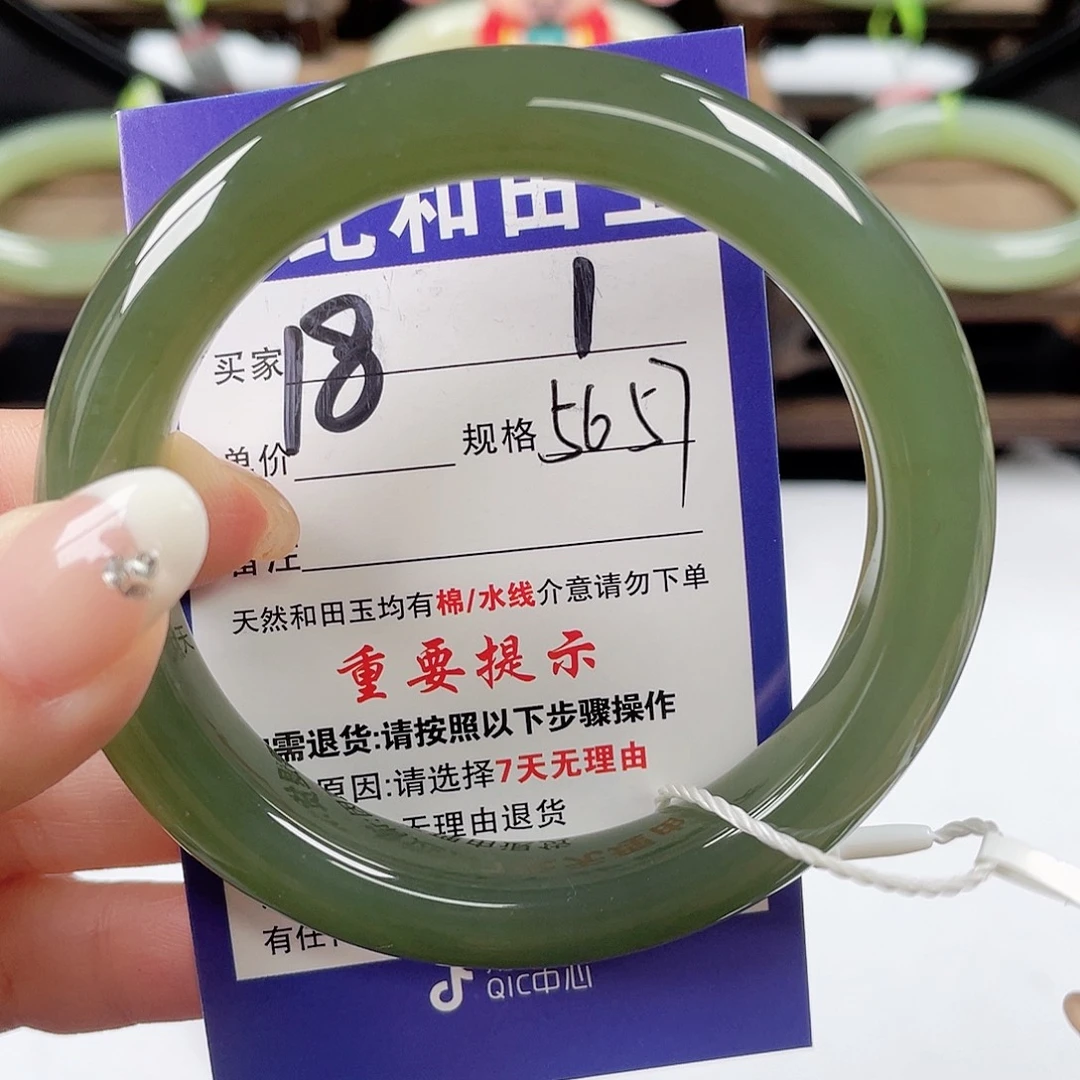 和田玉
买家 18 1
单价 规格 5657
备注
天然和田玉均有棉/水线介意请勿下单
重要提示
需退货:请按照以下步骤操作
原因:请选择7天无理由
无理由退货
有任
QIC中心